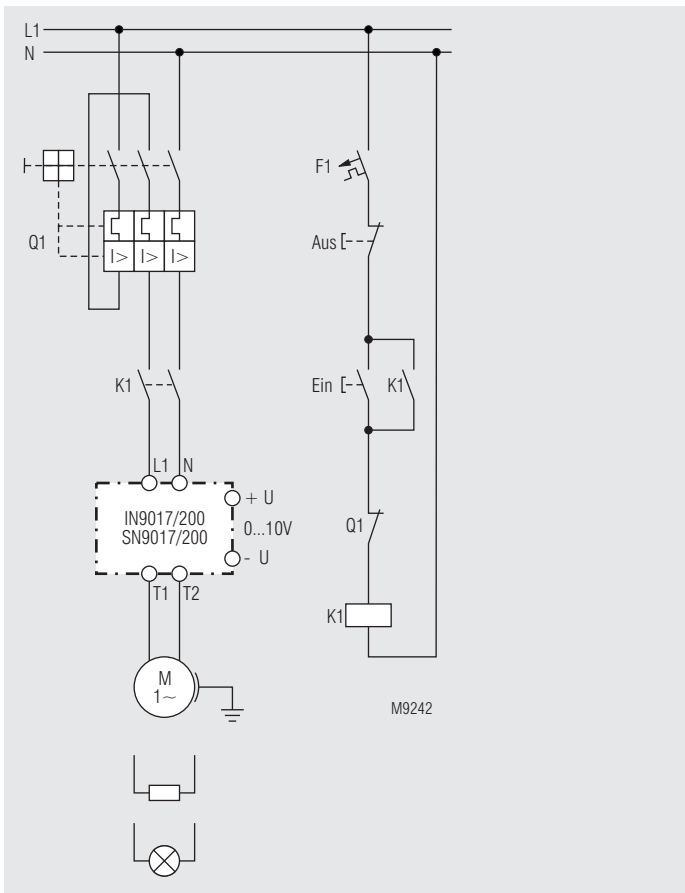 L1
N
F1
Q1
I> I> I>
Aus
K1
Ein
K1
L1 N
IN9017/200
SN9017/200
+ U
0...10V
- U
Q1
T1 T2
K1
M
1~
M9242